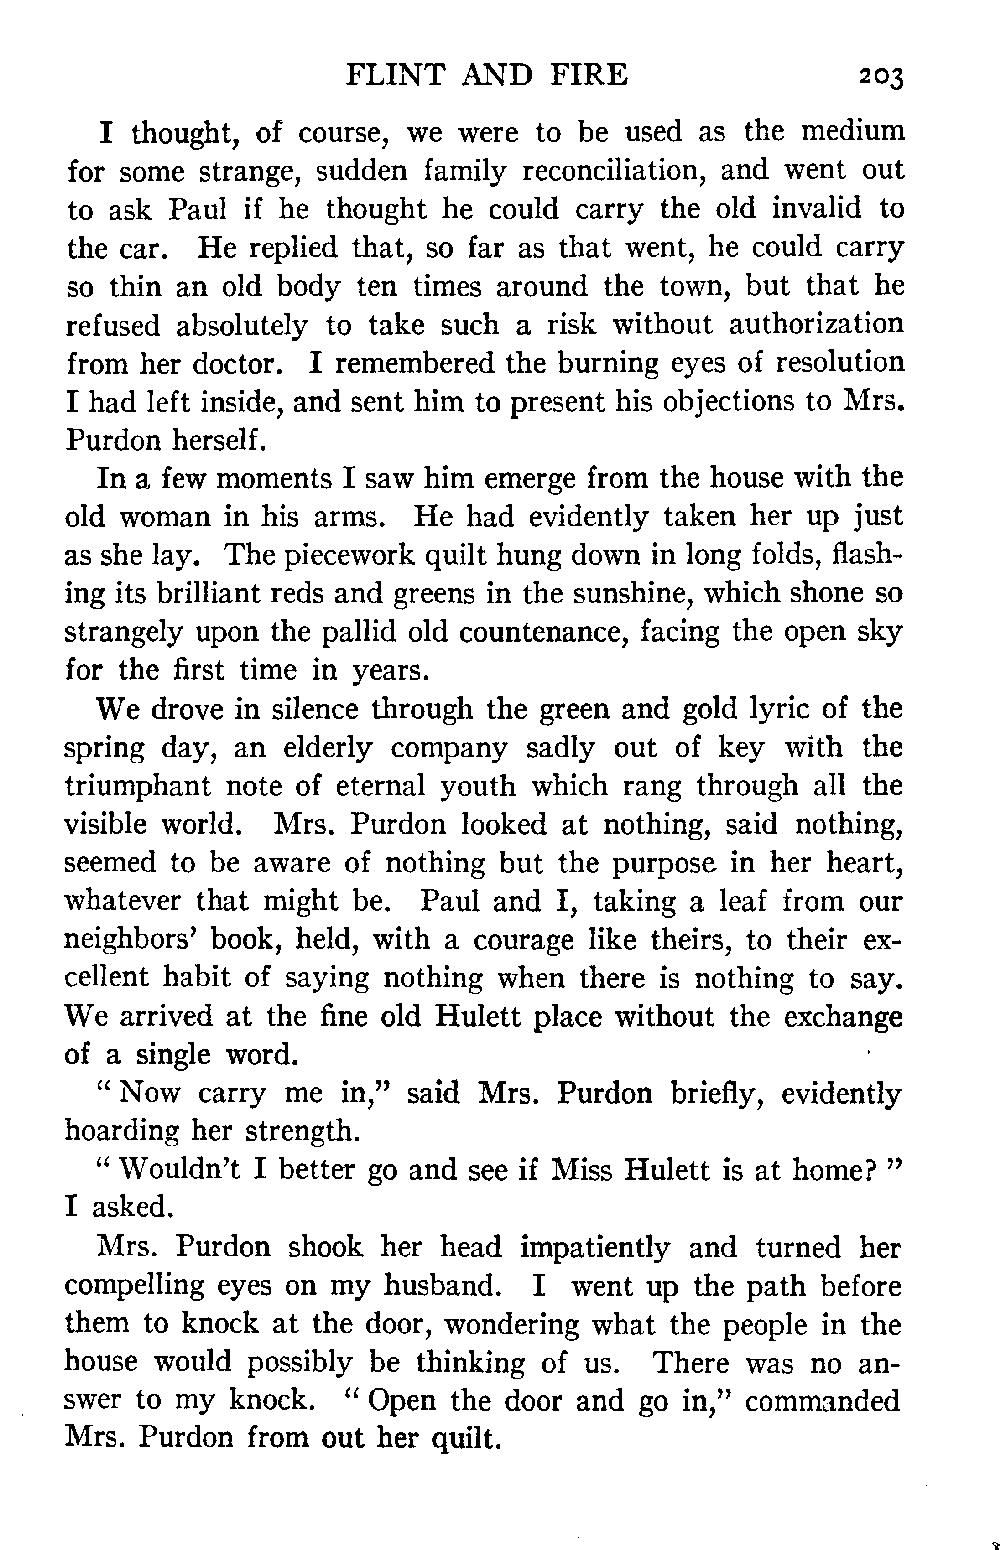 FLINT AND FIRE 203
I thought, of course, we were to be used as the medium
for some strange, sudden family reconciliation, and went out
to ask Paul if he thought he could carry the old invalid to
the car. He replied that, so far as that went, he could carry
so thin an old body ten times around the town, but that he
refused absolutely to take such a risk without authorization
from her doctor. I remembered the burning eyes of resolution
I had left inside, and sent him to present his objections to Mrs.
Purdon herself.
In a few moments I saw him emerge from the house with the
old woman in his arms. He had evidently taken her up just
as she lay. The piecework quilt hung down in long folds, flash-
ing its brilliant reds and greens in the sunshine, which shone so
strangely upon the pallid old countenance, facing the open sky
for the first time in years.
We drove in silence through the green and gold lyric of the
spring day, an elderly company sadly out of key with the
triumphant note of eternal youth which rang through all the
visible world. Mrs. Purdon looked at nothing, said nothing,
seemed to be aware of nothing but the purpose in her heart,
whatever that might be. Paul and I, taking a leaf from our
neighbors' book, held, with a courage like theirs, to their ex-
cellent habit of saying nothing when there is nothing to say.
We arrived at the fine old Hulett place without the exchange
of a single word.
" Now carry me in," said Mrs. Purdon briefly, evidently
hoarding her strength.
" Wouldn't I better go and see if Miss Hulett is at home? "
I asked.
Mrs. Purdon shook her head impatiently and turned her
compelling eyes on my husband. I went up the path before
them to knock at the door, wondering what the people in the
house would possibly be thinking of us. There was no an-
swer to my knock. " Open the door and go in," commanded
Mrs. Purdon from out her quilt.